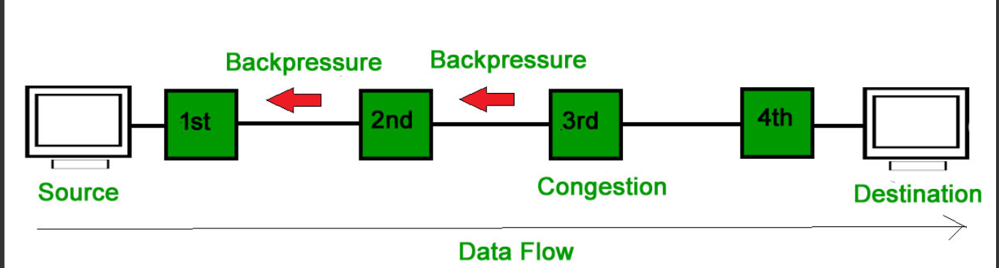 Backpressure
Backpressure
1st
2nd
3rd
4th
Source
Congestion
Destination
Data Flow